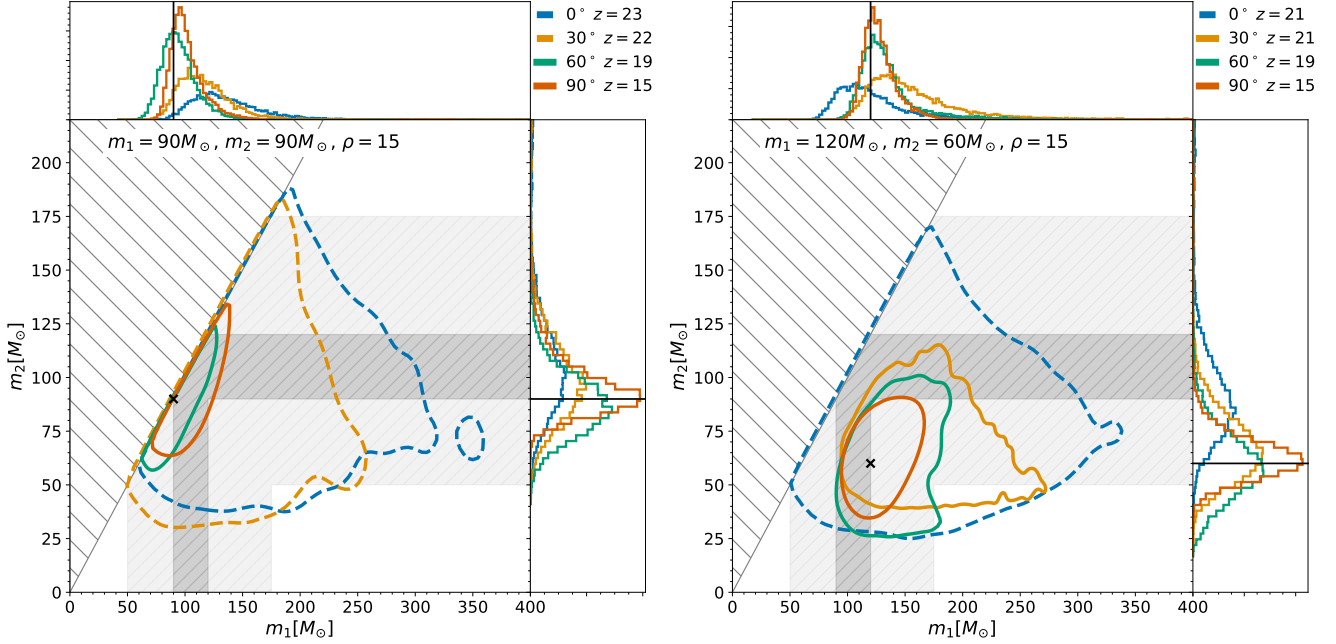 0° z = 23
30° z = 22
60° z = 19
90° z = 15
m₁ = 90M⊙, m₂ = 90M⊙, ρ = 15
200
175
150
125
100
75
50
25
0
m₂[M⊙]
0 50 100 150 200 250 300 350 400
m₁[M⊙]
0° z = 21
30° z = 21
60° z = 19
90° z = 15
m₁ = 120M⊙, m₂ = 60M⊙, ρ = 15
200
175
150
125
100
75
50
25
0
m₂[M⊙]
0 50 100 150 200 250 300 350 400
m₁[M⊙]